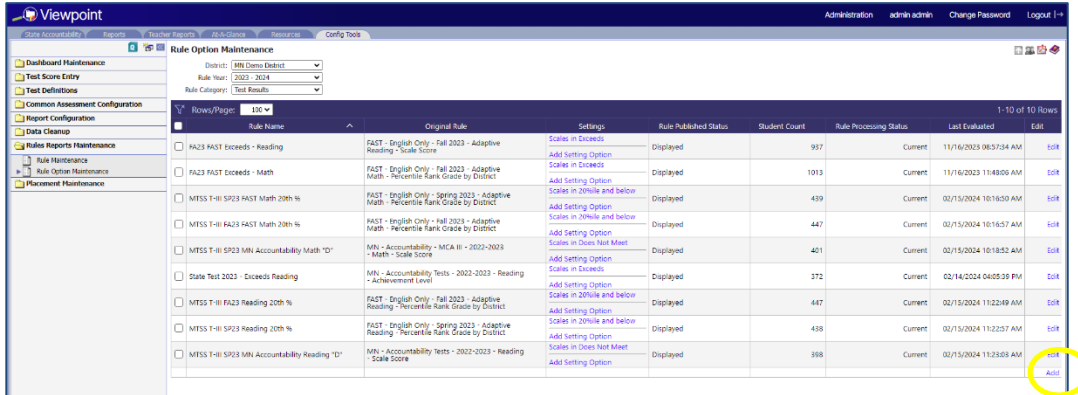 Viewpoint
Administration admin admin Change Password Logout
State Accountability Reports Teacher Reports At-A-Glance Resources Config Tools
Rule Option Maintenance
Dashboard Maintenance
Test Score Entry
Test Definitions
Common Assessment Configuration
Report Configuration
Data Cleanup
Rules Reports Maintenance
Rule Maintenance
Rule Option Maintenance
Placement Maintenance
District: MN Demo District
Rule Year: 2023 - 2024
Rule Category: Test Results
Rows/Page: 100 1-10 of 10 Rows
Rule Name Original Rule Settings Rule Published Status Student Count Rule Processing Status Last Evaluated Edit
FA23 FAST Exceeds - Reading FAST - English Only - Fall 2023 - Adaptive Scales in Exceeds Displayed 937 Current 11/16/2023 08:57:34 AM Edit
Reading - Scale Score Add Setting Option
FA23 FAST Exceeds - Math FAST - English Only - Fall 2023 - Adaptive Scales in Exceeds Displayed 1013 Current 11/16/2023 11:48:06 AM Edit
Math - Percentile Rank Grade by District Add Setting Option
MTSS T-III SP23 FAST Math 20th % FAST - English Only - Spring 2023 - Adaptive Scales in 20%ile and below Displayed 439 Current 02/15/2024 10:16:50 AM Edit
Math - Percentile Rank Grade by District Add Setting Option
MTSS T-III FA23 FAST Math 20th % FAST - English Only - Fall 2023 - Adaptive Scales in 20%ile and below Displayed 447 Current 02/15/2024 10:16:57 AM Edit
Math - Percentile Rank Grade by District Add Setting Option
MTSS T-III SP23 MN Accountability Math "D" MN - Accountability - MCA III - 2022-2023 Scales in Does Not Meet Displayed 401 Current 02/15/2024 10:18:52 AM Edit
- Math - Scale Score Add Setting Option
State Test 2023 - Exceeds Reading MN - Accountability Tests - 2022-2023 - Reading Scales in Exceeds Displayed 372 Current 02/14/2024 04:05:39 PM Edit
- Achievement Level Add Setting Option
MTSS T-III FA23 Reading 20th % FAST - English Only - Fall 2023 - Adaptive Scales in 20%ile and below Displayed 447 Current 02/15/2024 11:22:49 AM Edit
Reading - Percentile Rank Grade by District Add Setting Option
MTSS T-III SP23 Reading 20th % FAST - English Only - Spring 2023 - Adaptive Scales in 20%ile and below Displayed 438 Current 02/15/2024 11:22:57 AM Edit
Reading - Percentile Rank Grade by District Add Setting Option
MTSS T-III SP23 MN Accountability Reading "D" MN - Accountability Tests - 2022-2023 - Reading Scales in Does Not Meet Displayed 398 Current 02/15/2024 11:23:03 AM Edit
- Scale Score Add Setting Option
Add